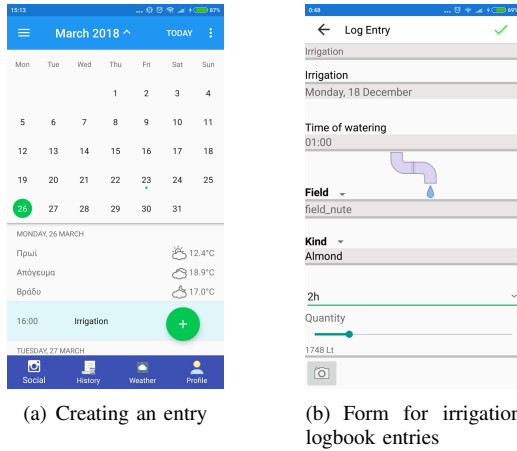 15:13
... 87%
March 2018
TODAY
Mon Tue Wed Thu Fri Sat Sun
1 2 3 4
5 6 7 8 9 10 11
12 13 14 15 16 17 18
19 20 21 22 23 24 25
26 27 28 29 30 31
MONDAY, 26 MARCH
Πρωί 12.4°C
Απόγευμα 18.9°C
Βράδυ 17.0°C
16:00 Irrigation
+
TUESDAY, 27 MARCH
Social History Weather Profile
(a) Creating an entry
0:48
... 69%
Log Entry
Irrigation
Irrigation
Monday, 18 December
Time of watering
01:00
Field
field_nute
Kind
Almond
2h
Quantity
1748 Lt
(b) Form for irrigation
logbook entries